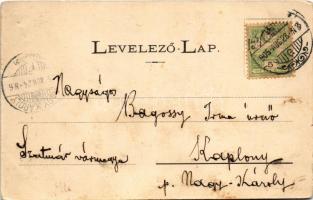 LEVELEZŐ-LAP.
Nagyságos
Bagossy Irma úrnő
Szatmár vármegye
Kaplony
p. Nagy-Károly